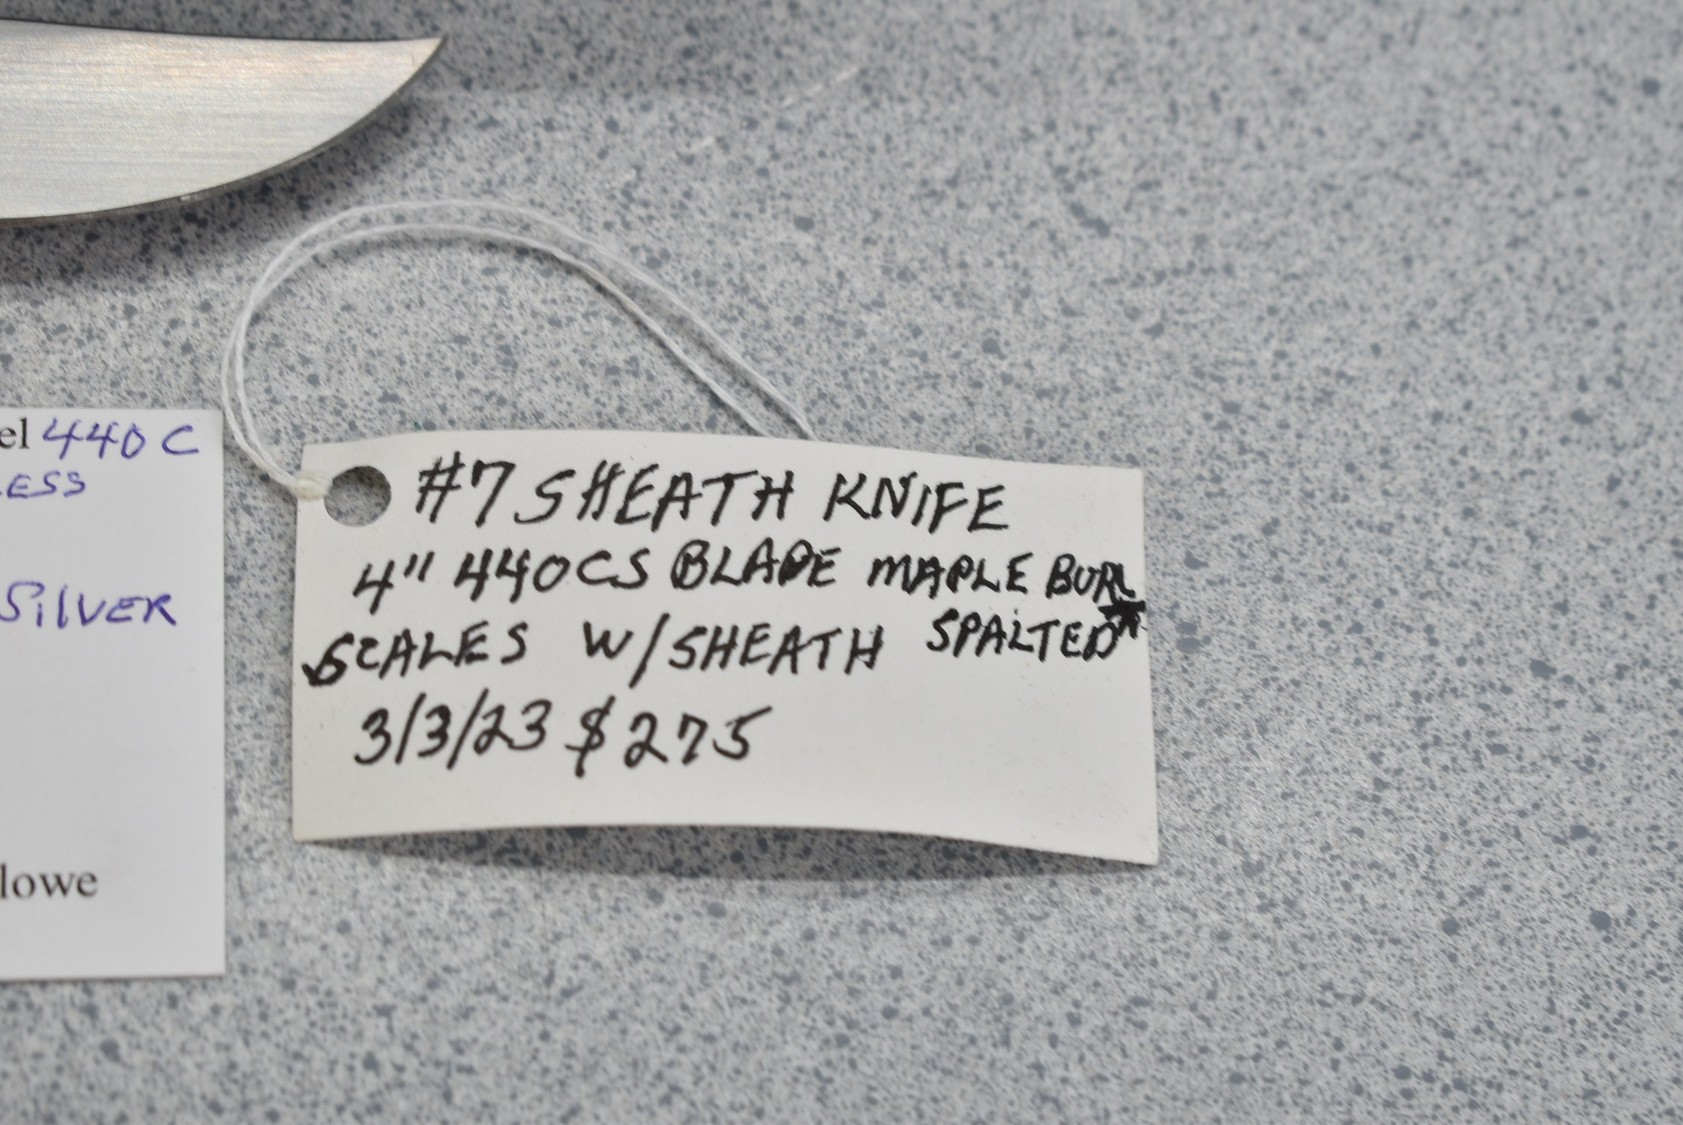 el 440 C
LESS
SilVER
lowe
#7 SHEATH KNIFE
4" 440CS BLADE MAPLE BURL
SCALES W/SHEATH SPALTED
3/3/23 $275